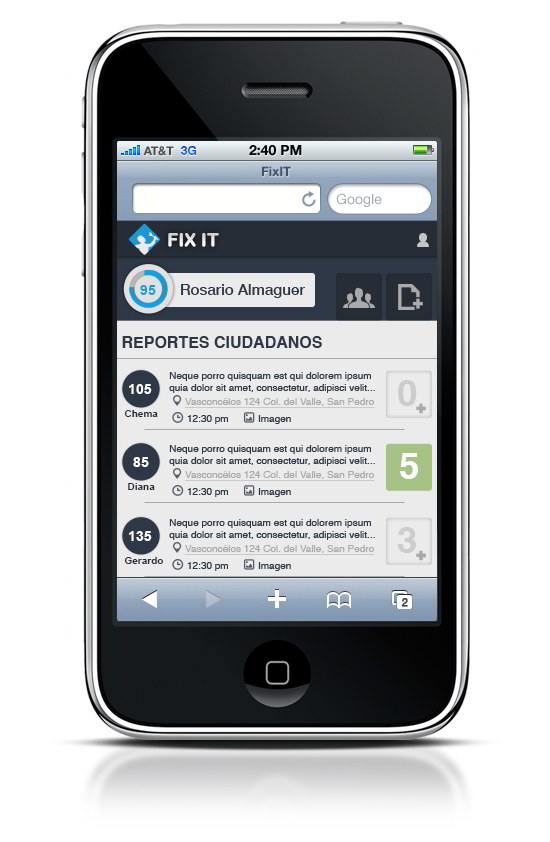 AT&T 3G 2:40 PM
FixIT
Google
FIX IT
95 Rosario Almaguer
REPORTES CIUDADANOS
105
Chema
Neque porro quisquam est qui dolorem ipsum
quia dolor sit amet, consectetur, adipisci velit...
Vasconcélos 124 Col. del Valle, San Pedro
12:30 pm Imagen
0+
85
Diana
Neque porro quisquam est qui dolorem ipsum
quia dolor sit amet, consectetur, adipisci velit...
Vasconcélos 124 Col. del Valle, San Pedro
12:30 pm Imagen
5
135
Gerardo
Neque porro quisquam est qui dolorem ipsum
quia dolor sit amet, consectetur, adipisci velit...
Vasconcélos 124 Col. del Valle, San Pedro
12:30 pm Imagen
3+
2